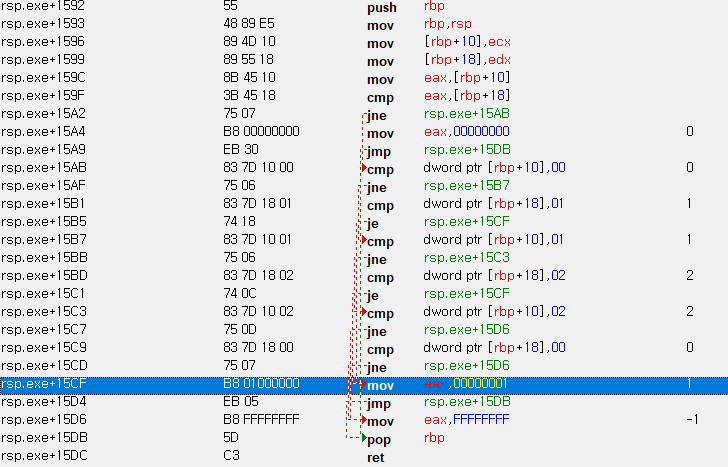 rsp.exe+1592 55 push rbp
rsp.exe+1593 48 89 E5 mov rbp,rsp
rsp.exe+1596 89 4D 10 mov [rbp+10],ecx
rsp.exe+1599 89 55 18 mov [rbp+18],edx
rsp.exe+159C 8B 45 10 mov eax,[rbp+10]
rsp.exe+159F 3B 45 18 cmp eax,[rbp+18]
rsp.exe+15A2 75 07 jne rsp.exe+15AB
rsp.exe+15A4 B8 00000000 mov eax,00000000 0
rsp.exe+15A9 EB 30 jmp rsp.exe+15DB
rsp.exe+15AB 83 7D 10 00 cmp dword ptr [rbp+10],00 0
rsp.exe+15AF 75 06 jne rsp.exe+15B7
rsp.exe+15B1 83 7D 18 01 cmp dword ptr [rbp+18],01 1
rsp.exe+15B5 74 18 je rsp.exe+15CF
rsp.exe+15B7 83 7D 10 01 cmp dword ptr [rbp+10],01 1
rsp.exe+15BB 75 06 jne rsp.exe+15C3
rsp.exe+15BD 83 7D 18 02 cmp dword ptr [rbp+18],02 2
rsp.exe+15C1 74 0C je rsp.exe+15CF
rsp.exe+15C3 83 7D 10 02 cmp dword ptr [rbp+10],02 2
rsp.exe+15C7 75 0D jne rsp.exe+15D6
rsp.exe+15C9 83 7D 18 00 cmp dword ptr [rbp+18],00 0
rsp.exe+15CD 75 07 jne rsp.exe+15D6
rsp.exe+15CF B8 01000000 mov eax,00000001 1
rsp.exe+15D4 EB 05 jmp rsp.exe+15DB
rsp.exe+15D6 B8 FFFFFFFF mov eax,FFFFFFFF -1
rsp.exe+15DB 5D pop rbp
rsp.exe+15DC C3 ret